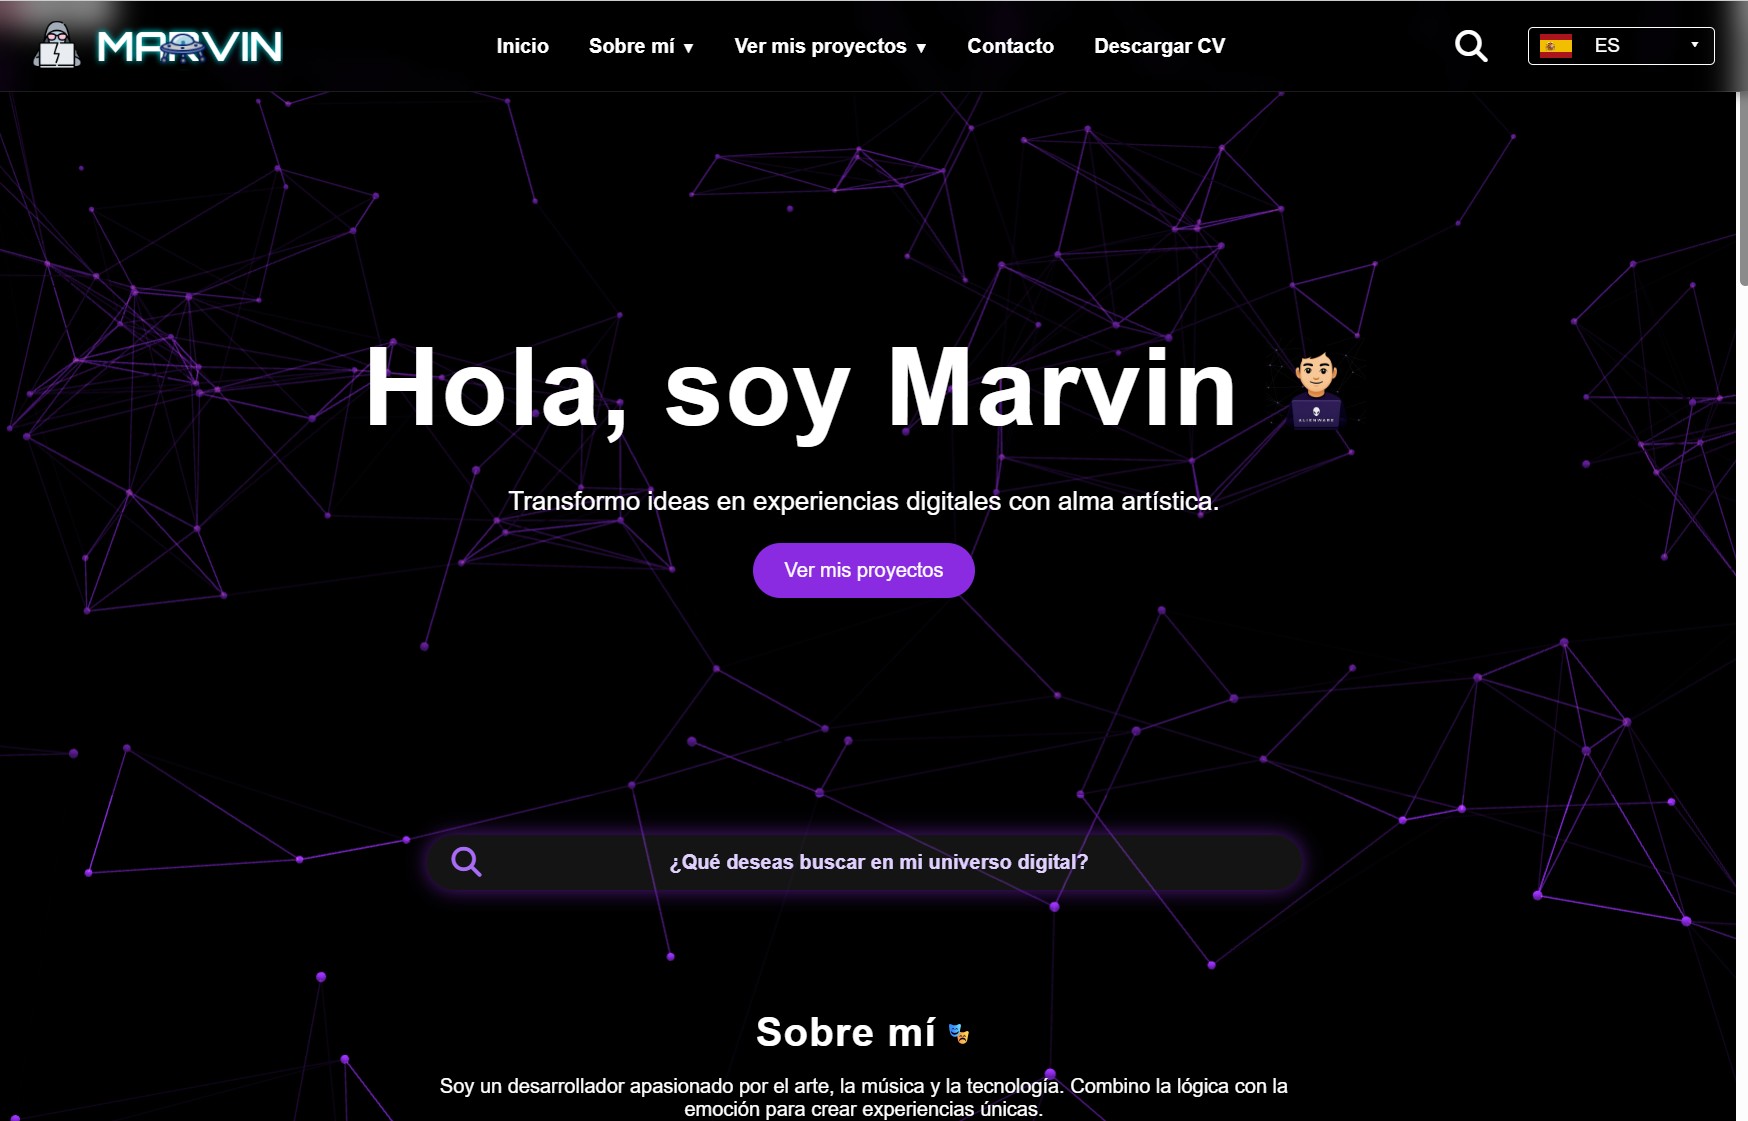 MARVIN
Inicio
Sobre mí ▼
Ver mis proyectos ▼
Contacto
Descargar CV
ES
Hola, soy Marvin
ALIENWARE
Transformo ideas en experiencias digitales con alma artística.
Ver mis proyectos
¿Qué deseas buscar en mi universo digital?
Sobre mí
Soy un desarrollador apasionado por el arte, la música y la tecnología. Combino la lógica con la
emoción para crear experiencias únicas.